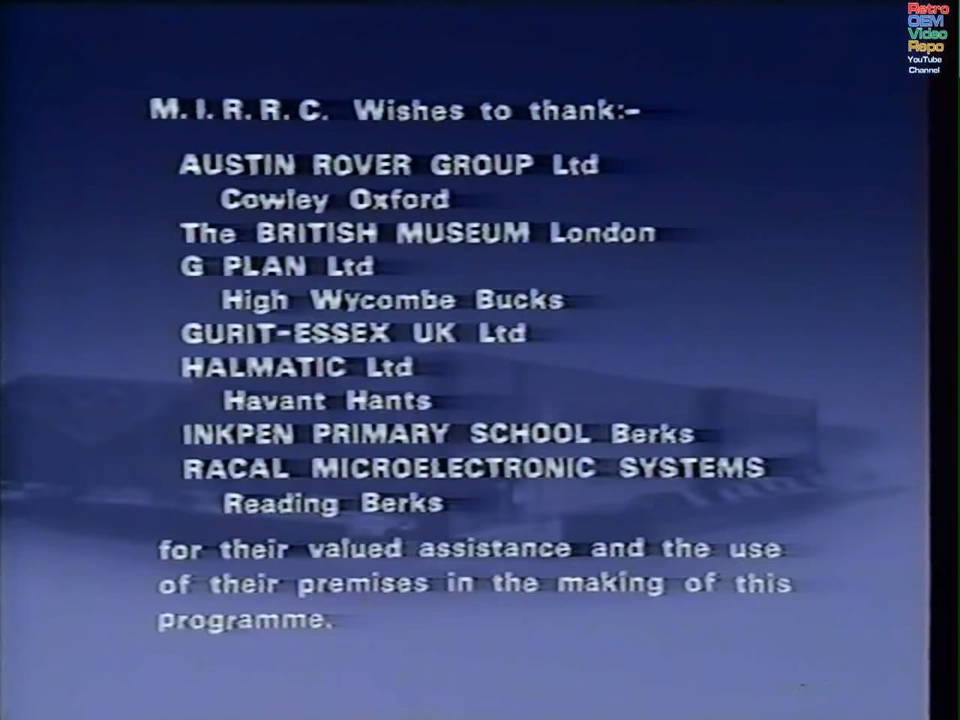 Retro
OEM
Video
Repo
YouTube
Channel
M.I.R.R.C. Wishes to thank:-
AUSTIN ROVER GROUP Ltd
Cowley Oxford
The BRITISH MUSEUM London
G PLAN Ltd
High Wycombe Bucks
GURIT-ESSEX UK Ltd
HALMATIC Ltd
Havant Hants
INKPEN PRIMARY SCHOOL Berks
RACAL MICROELECTRONIC SYSTEMS
Reading Berks
for their valued assistance and the use
of their premises in the making of this
programme.